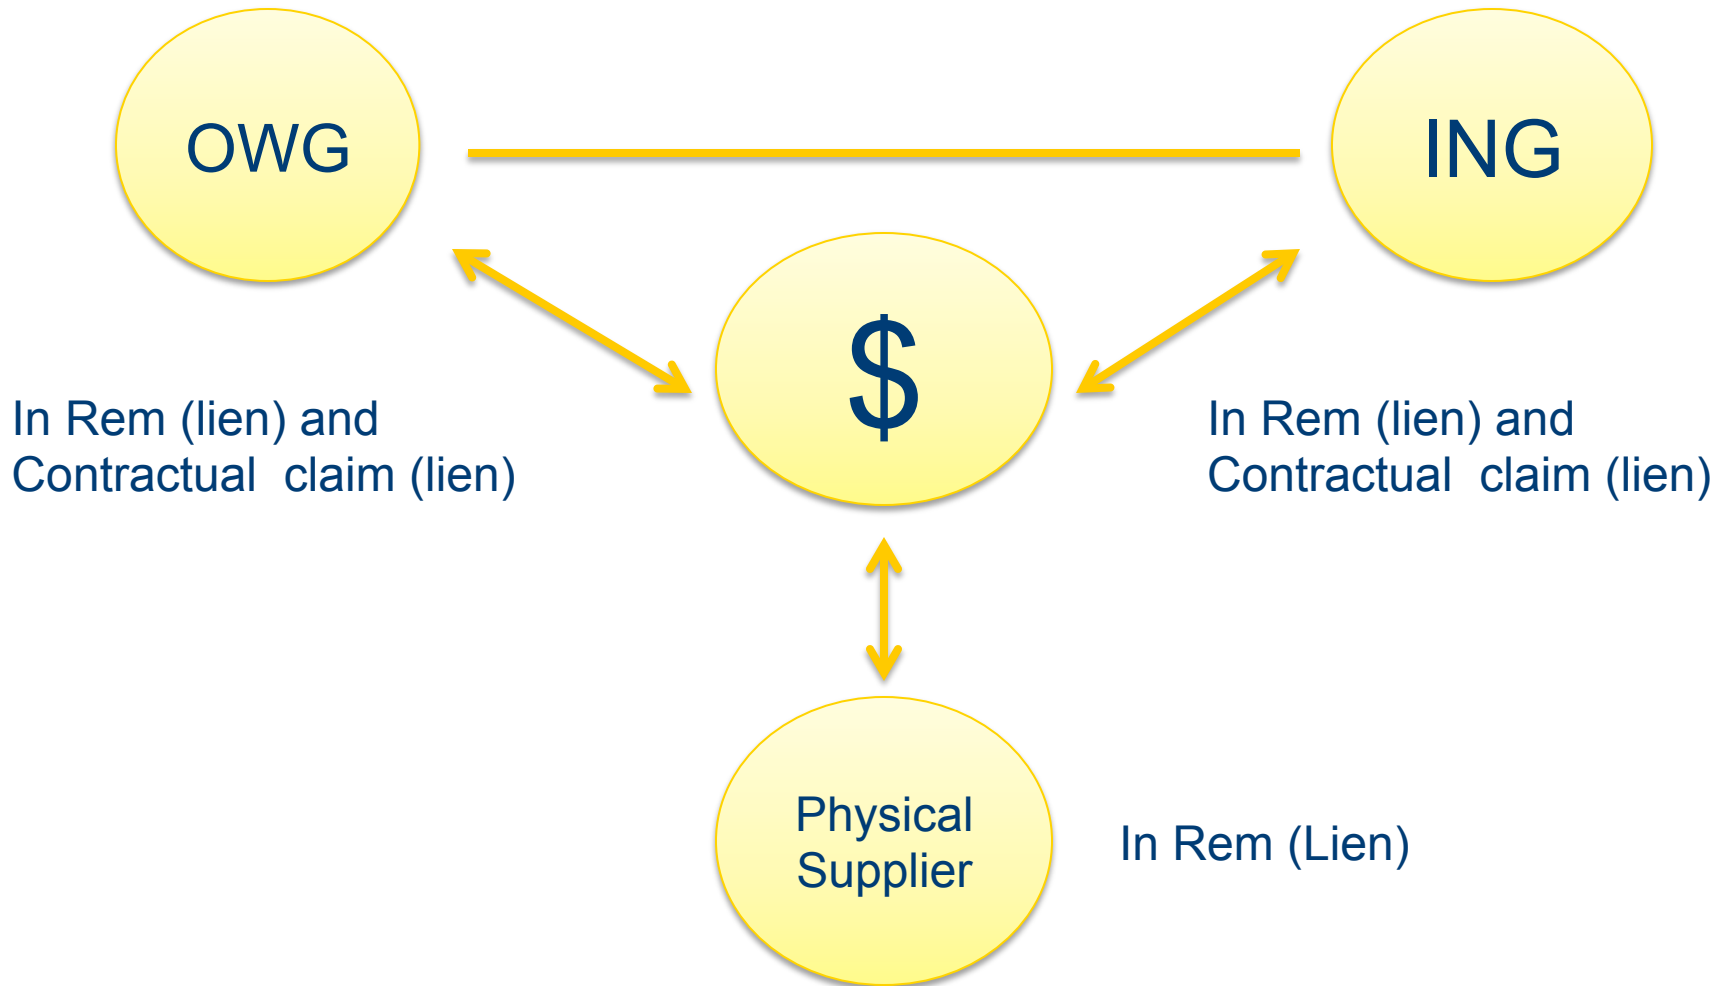 OWG
ING
$
In Rem (lien) and
Contractual  claim (lien)
In Rem (lien) and
Contractual  claim (lien)
Physical
Supplier
In Rem (Lien)